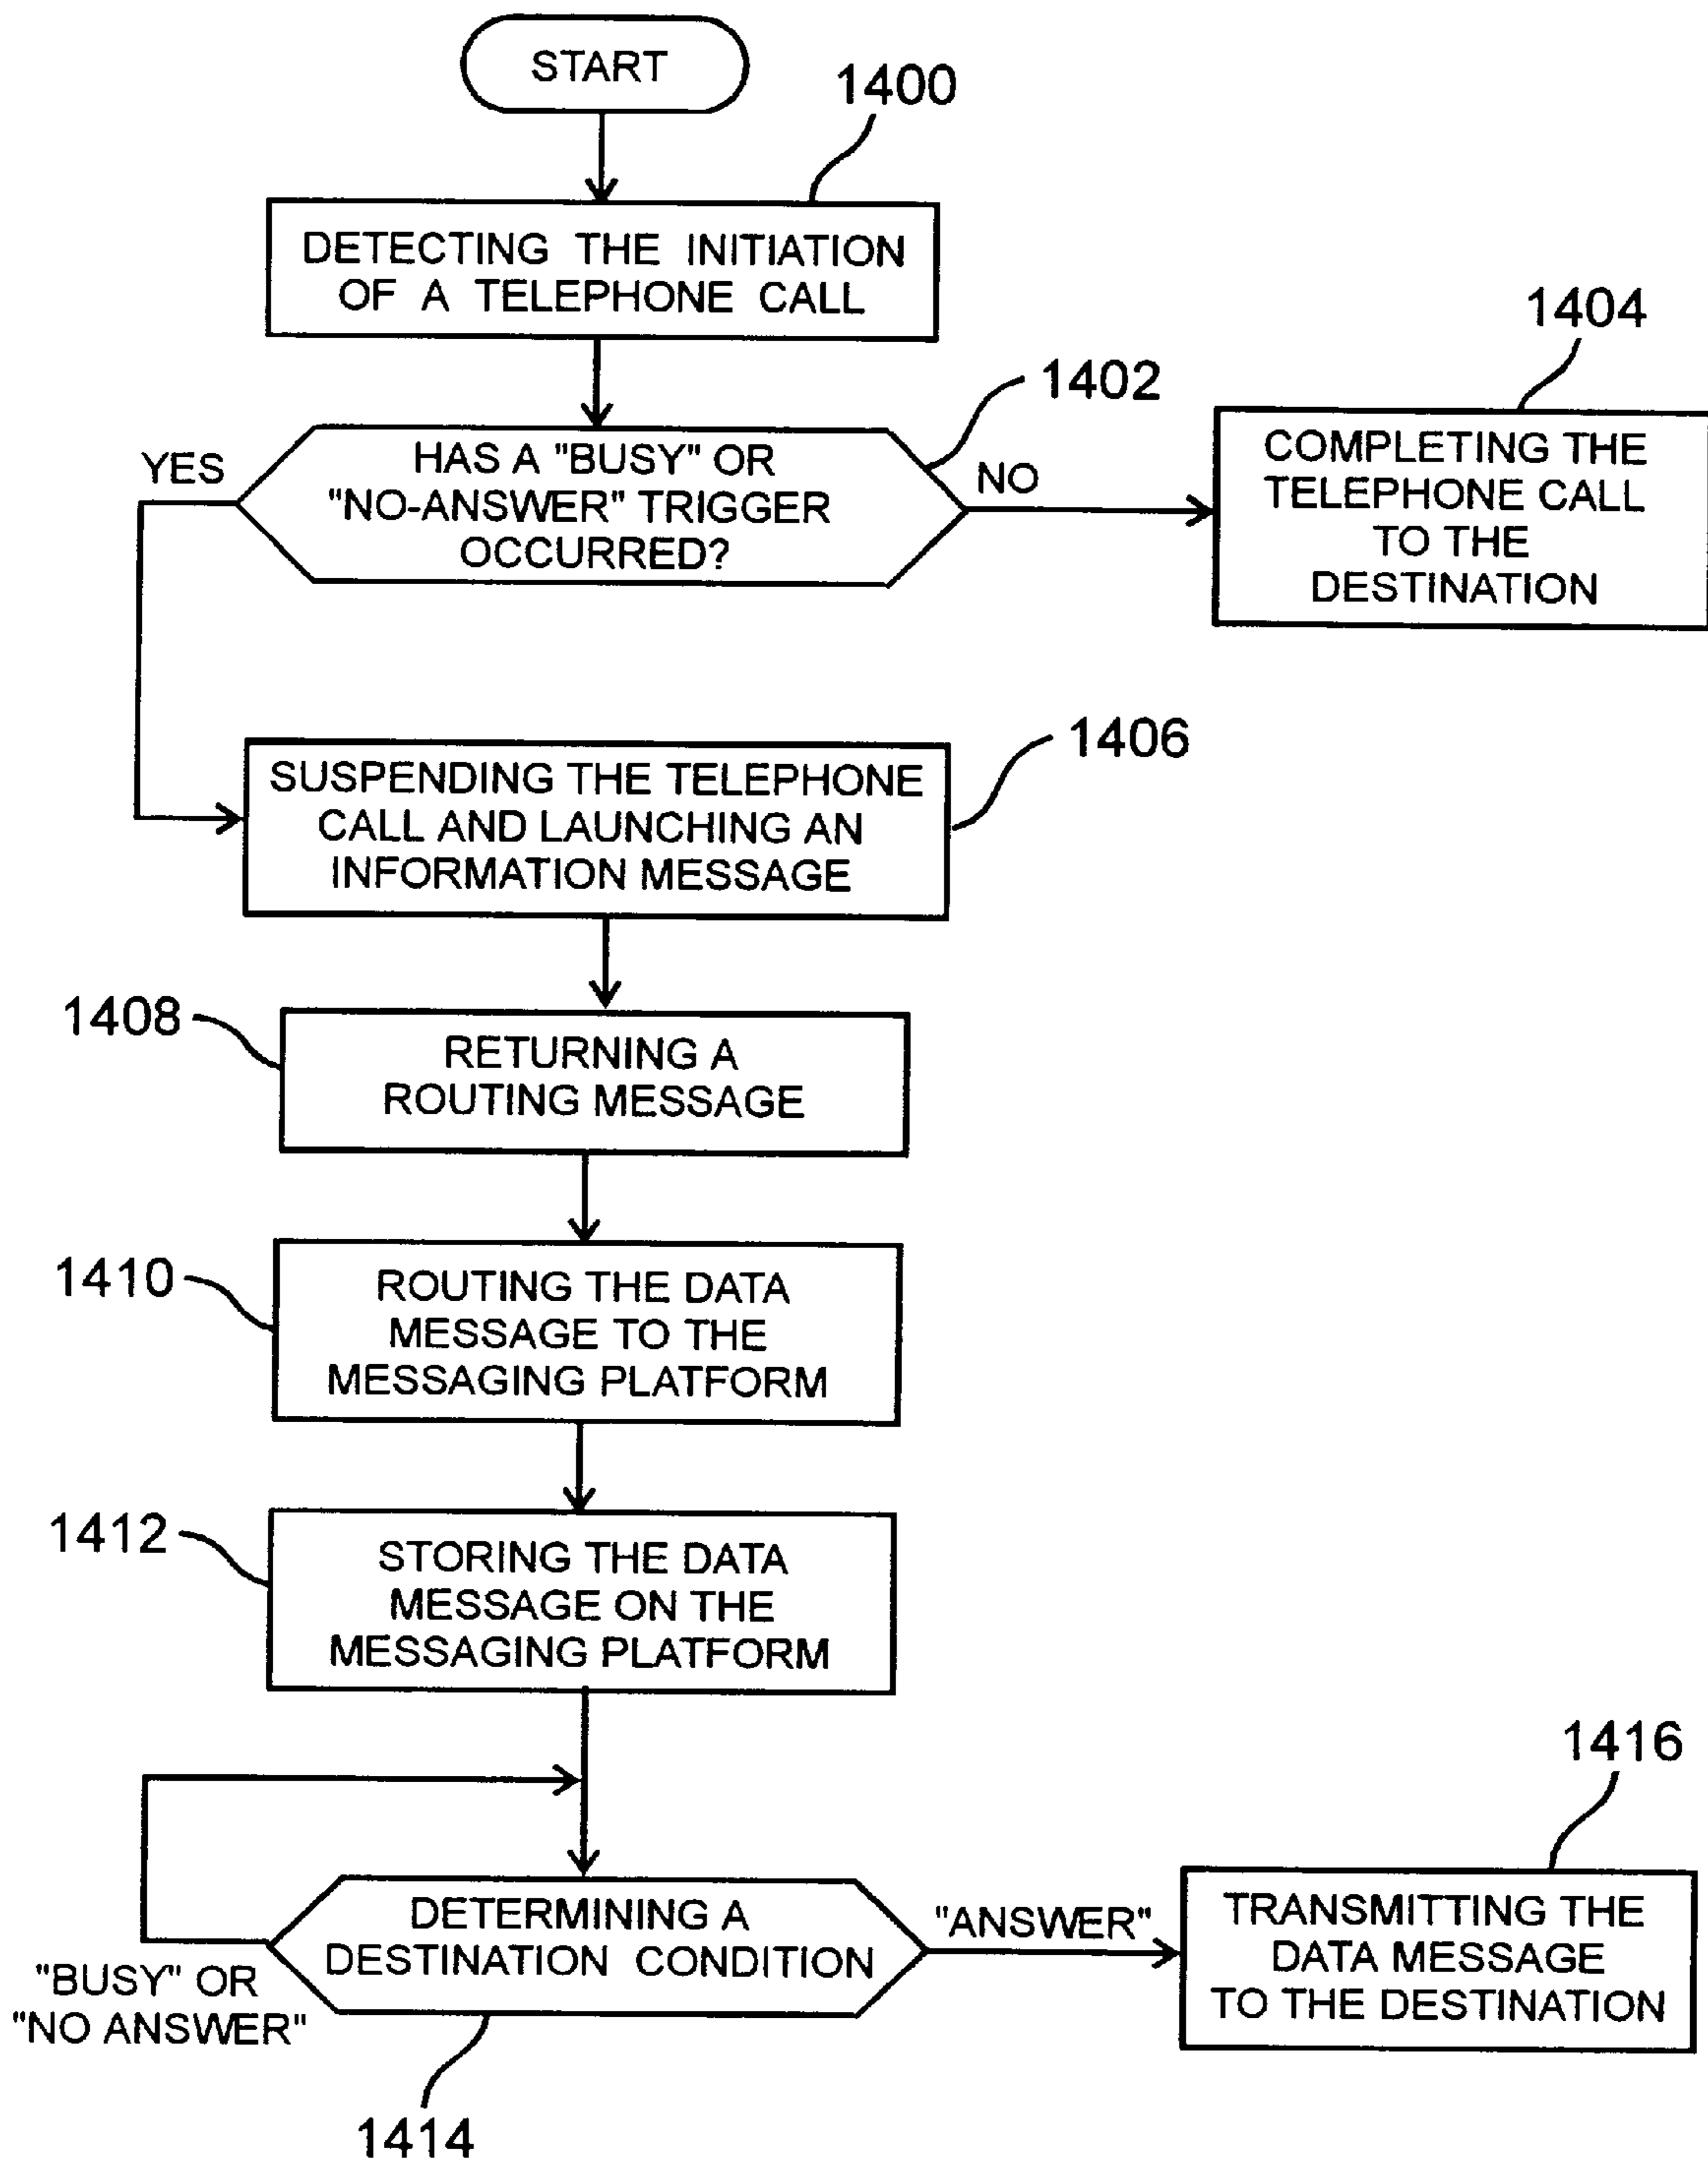 START
1400
DETECTING THE INITIATION
OF A TELEPHONE CALL
1402
1404
YES
HAS A "BUSY" OR
"NO-ANSWER" TRIGGER
OCCURRED?
NO
COMPLETING THE
TELEPHONE CALL
TO THE
DESTINATION
1406
SUSPENDING THE TELEPHONE
CALL AND LAUNCHING AN
INFORMATION MESSAGE
1408
RETURNING A
ROUTING MESSAGE
1410
ROUTING THE DATA
MESSAGE TO THE
MESSAGING PLATFORM
1412
STORING THE DATA
MESSAGE ON THE
MESSAGING PLATFORM
1416
DETERMINING A
DESTINATION CONDITION
"ANSWER"
TRANSMITTING THE
DATA MESSAGE
TO THE DESTINATION
"BUSY" OR
"NO ANSWER"
1414